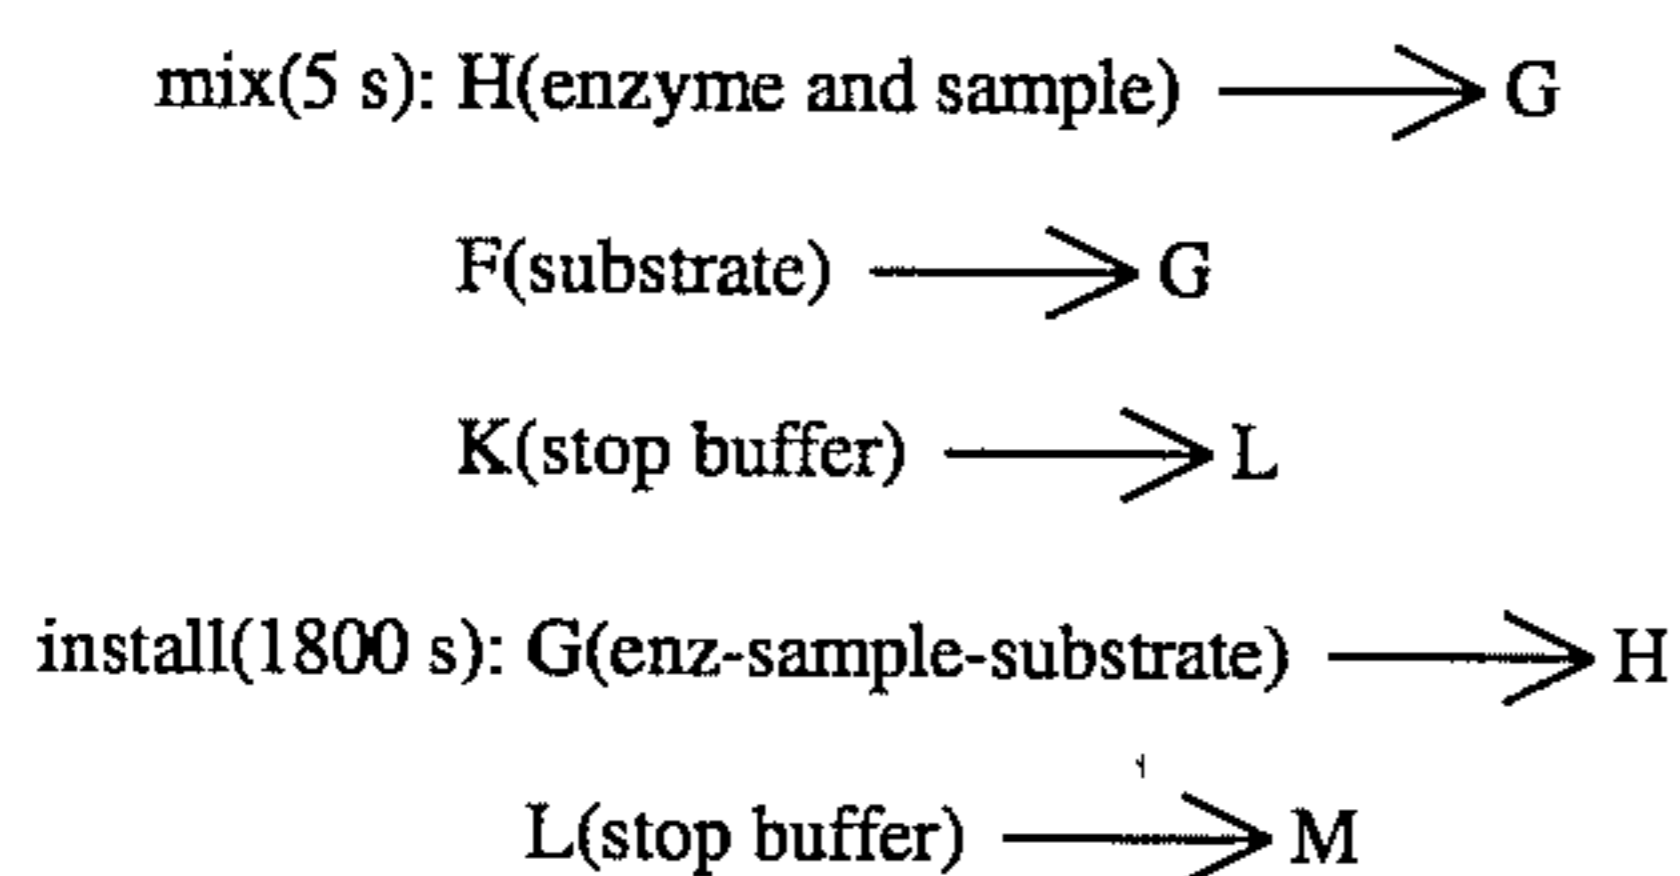 mix(5 s): H(enzyme and sample) ⟶ G
F(substrate) ⟶ G
K(stop buffer) ⟶ L
install(1800 s): G(enz-sample-substrate) ⟶ H
L(stop buffer) ⟶ M